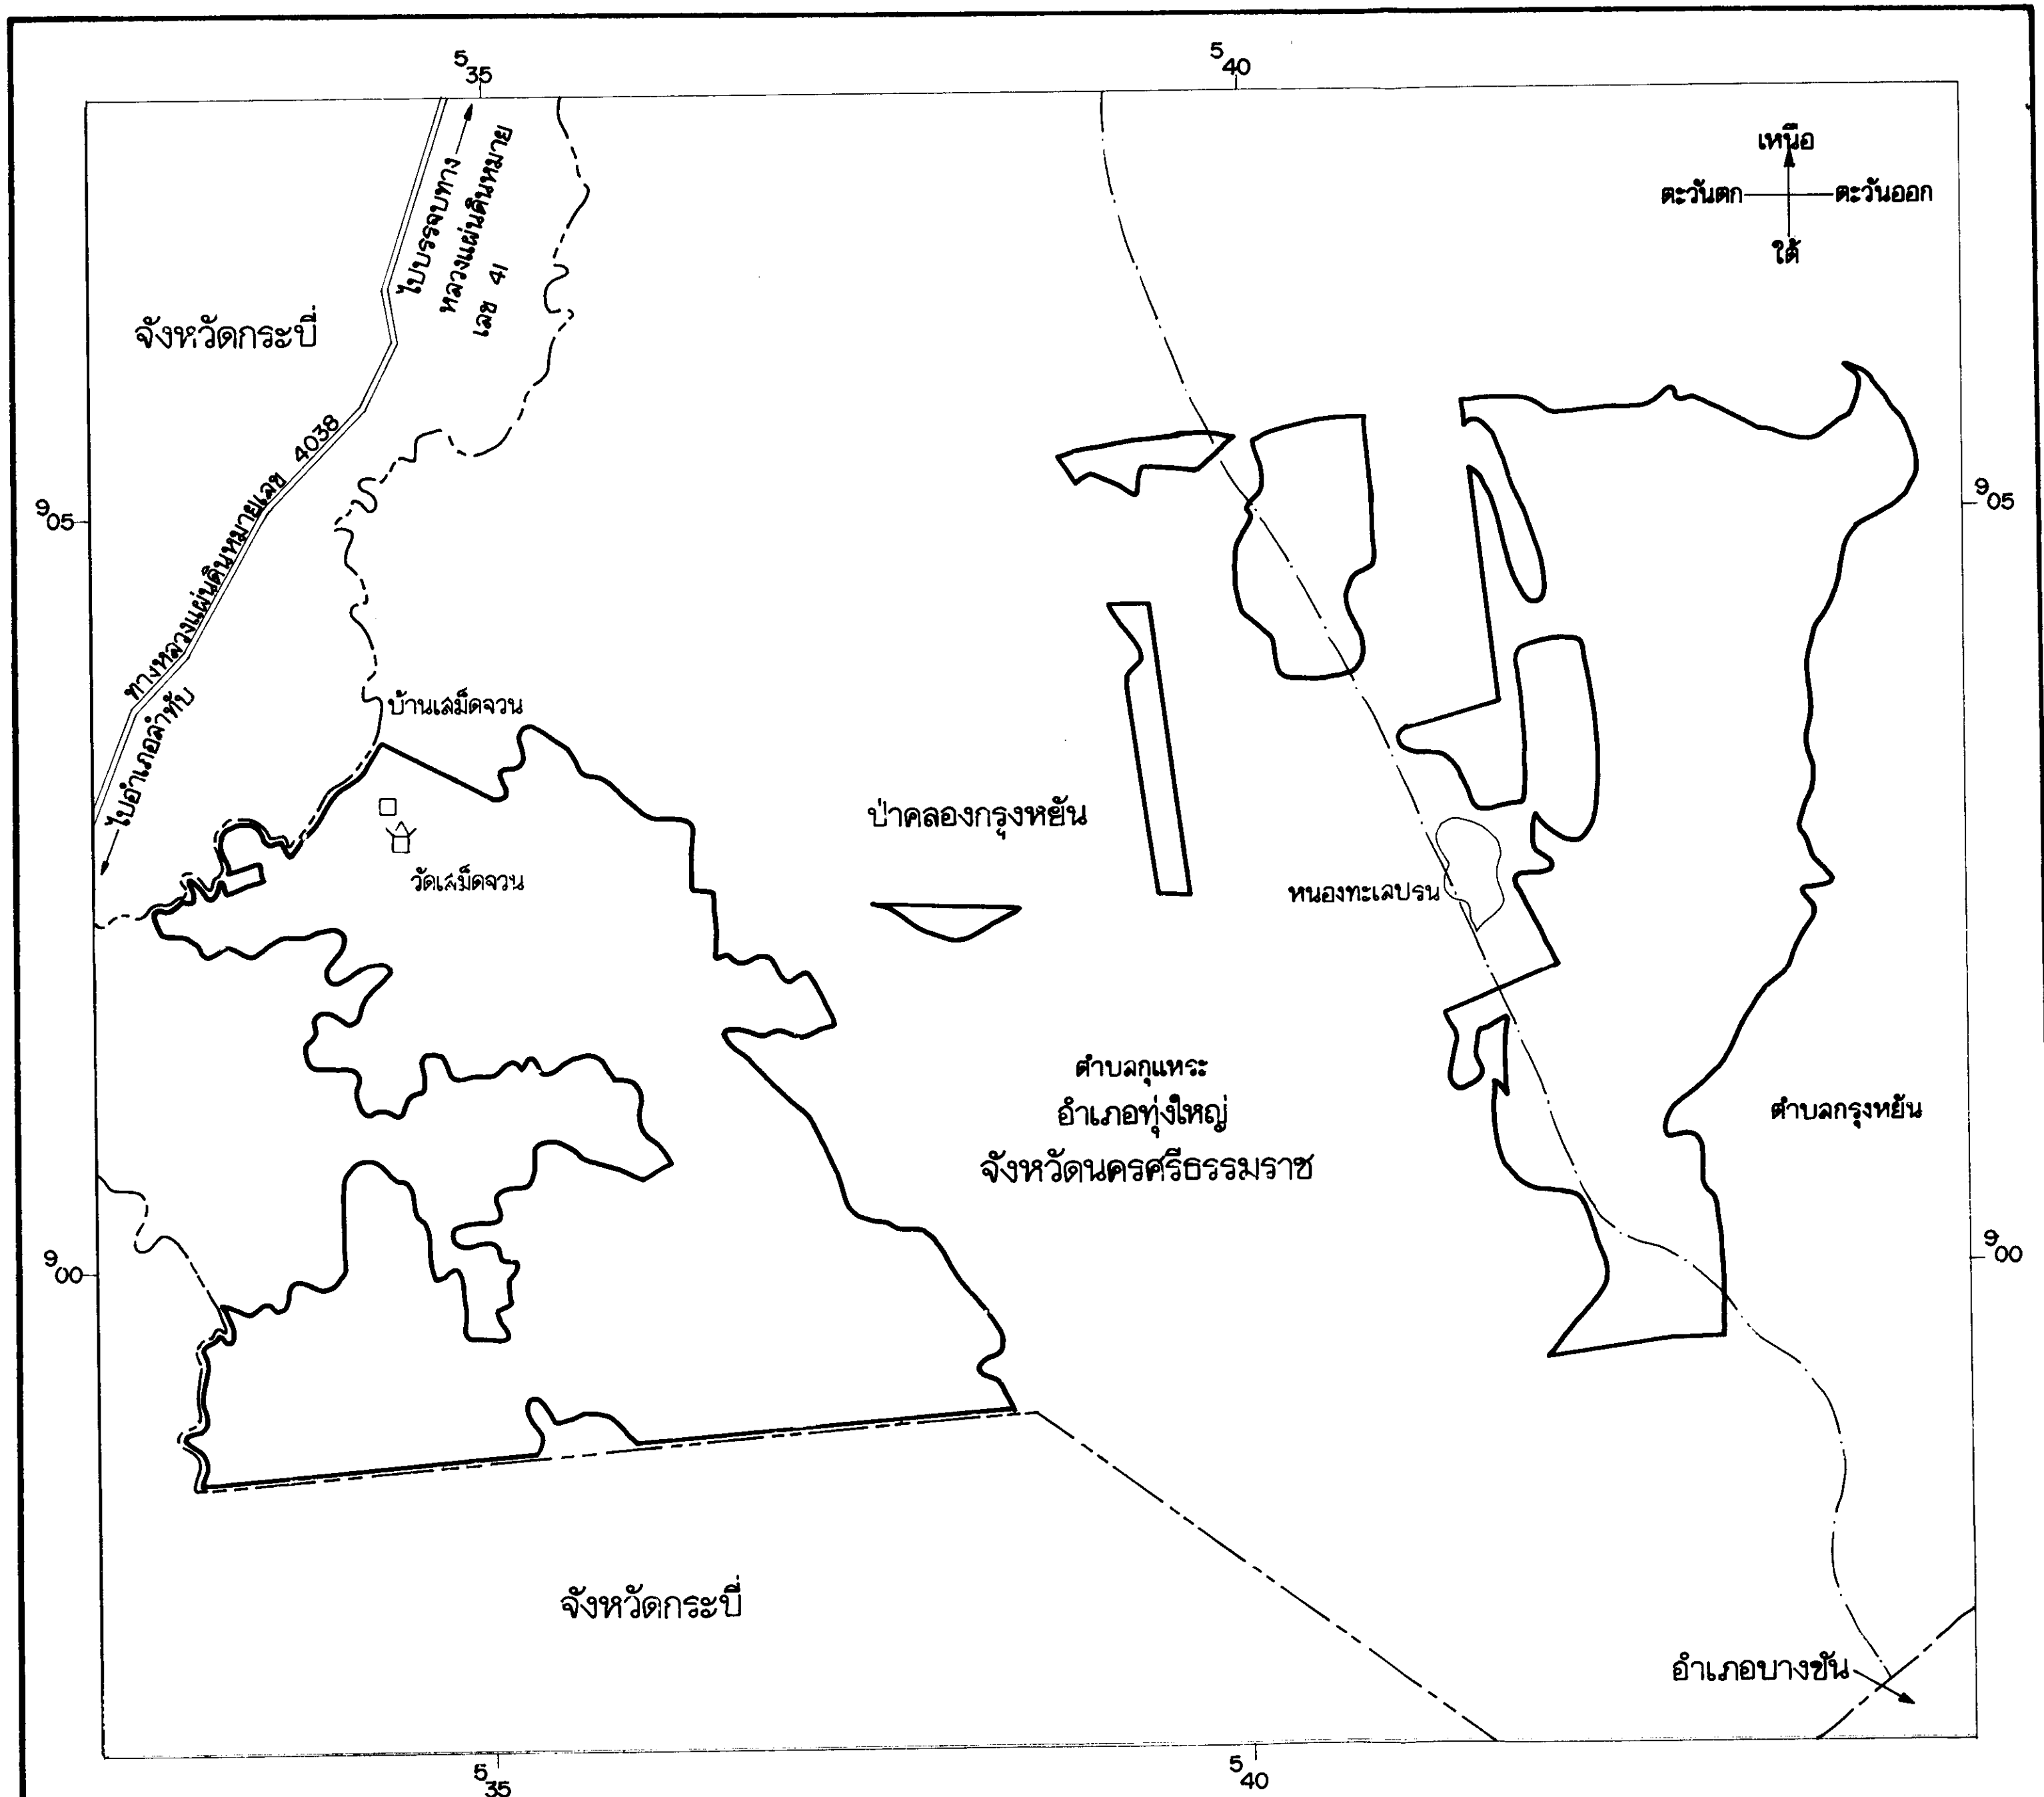 5 35
5 40
เหนือ
ตะวันตก
ตะวันออก
ใต้
ไปบรรจบทาง
หลวงแผ่นดินหมาย
เลข 41
จังหวัดกระบี่
ทางหลวงแผ่นดินหมายเลข 4038
9 05
9 05
ไปอำเภอลำทับ
บ้านเสม็ดจวน
วัดเสม็ดจวน
ป่าคลองกรุงหยัน
หนองทะเลปรน
ตำบลกุแหระ
อำเภอทุ่งใหญ่
จังหวัดนครศรีธรรมราช
ตำบลกรุงหยัน
9 00
9 00
จังหวัดกระบี่
อำเภอบางขัน
5 35
5 40